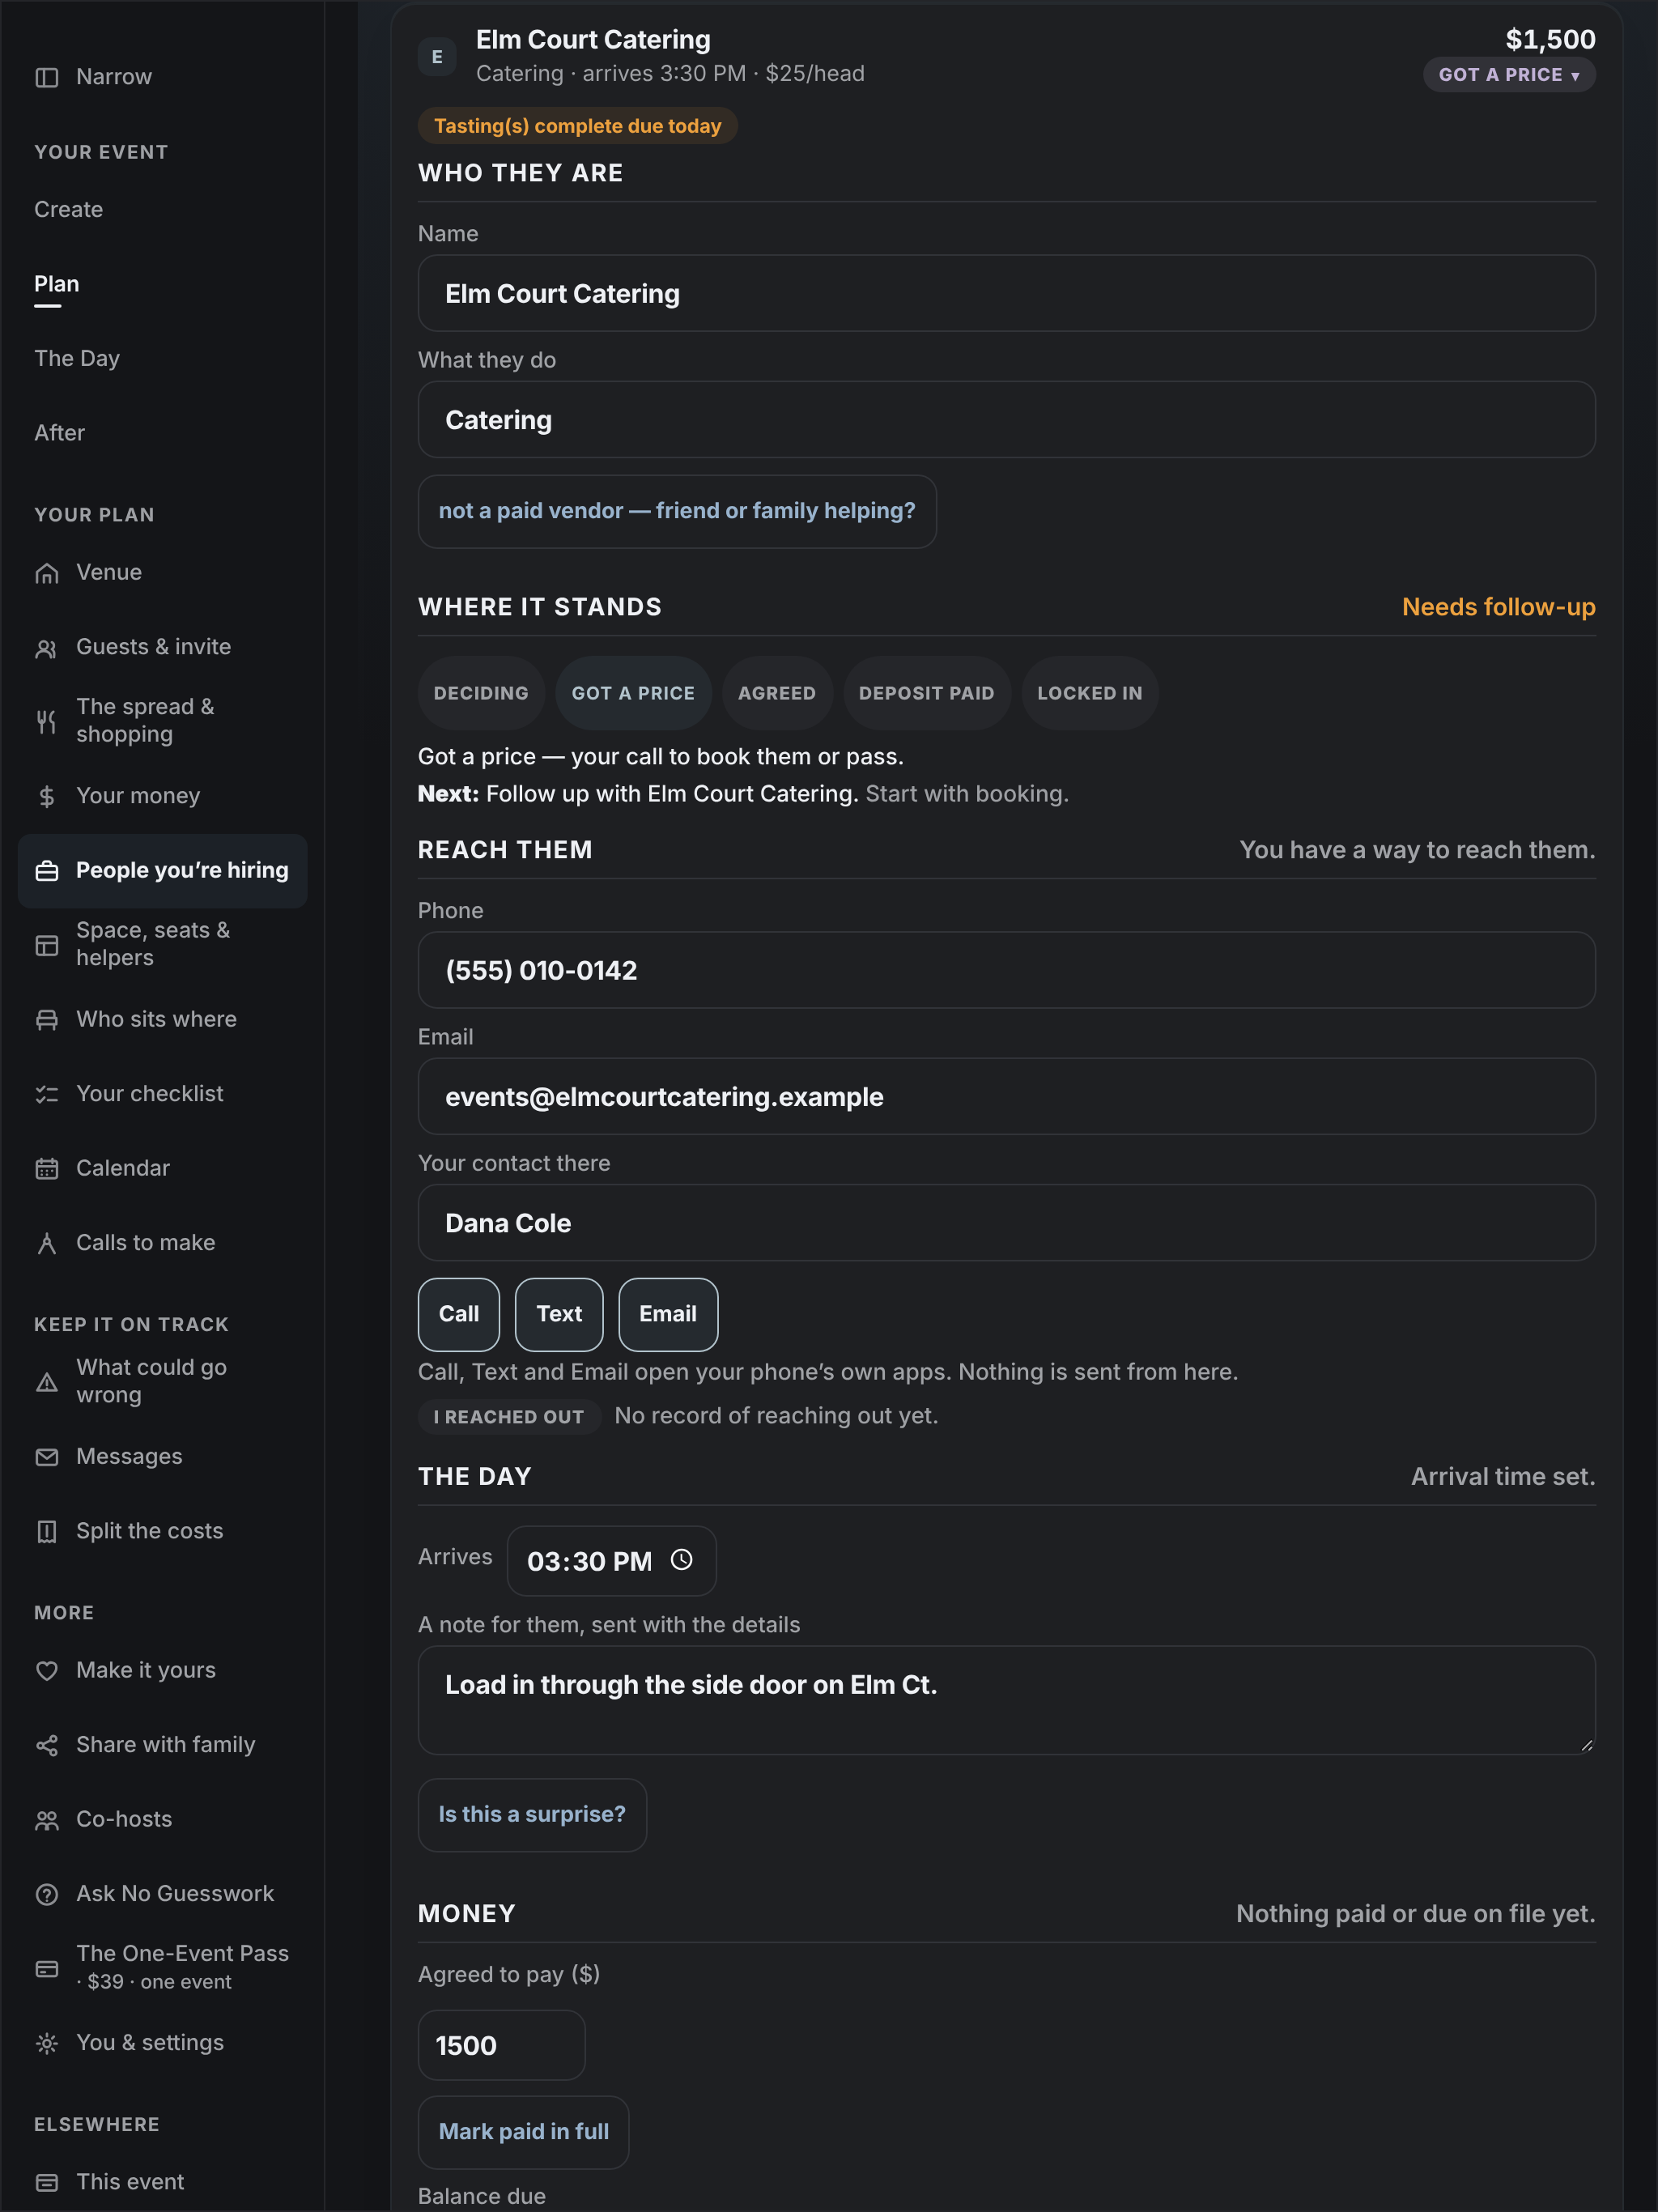 Narrow
YOUR EVENT
Create
Plan
The Day
After
YOUR PLAN
Venue
Guests & invite
The spread &
shopping
Your money
People you’re hiring
Space, seats &
helpers
Who sits where
Your checklist
Calendar
Calls to make
KEEP IT ON TRACK
What could go
wrong
Messages
Split the costs
MORE
Make it yours
Share with family
Co-hosts
Ask No Guesswork
The One-Event Pass
· $39 · one event
You & settings
ELSEWHERE
This event
E
Elm Court Catering
$1,500
Catering · arrives 3:30 PM · $25/head
GOT A PRICE ▾
Tasting(s) complete due today
WHO THEY ARE
Name
Elm Court Catering
What they do
Catering
not a paid vendor — friend or family helping?
WHERE IT STANDS
Needs follow-up
DECIDING
GOT A PRICE
AGREED
DEPOSIT PAID
LOCKED IN
Got a price — your call to book them or pass.
Next: Follow up with Elm Court Catering. Start with booking.
REACH THEM
You have a way to reach them.
Phone
(555) 010-0142
Email
events@elmcourtcatering.example
Your contact there
Dana Cole
Call
Text
Email
Call, Text and Email open your phone’s own apps. Nothing is sent from here.
I REACHED OUT
No record of reaching out yet.
THE DAY
Arrival time set.
Arrives
03:30 PM
A note for them, sent with the details
Load in through the side door on Elm Ct.
Is this a surprise?
MONEY
Nothing paid or due on file yet.
Agreed to pay ($)
1500
Mark paid in full
Balance due